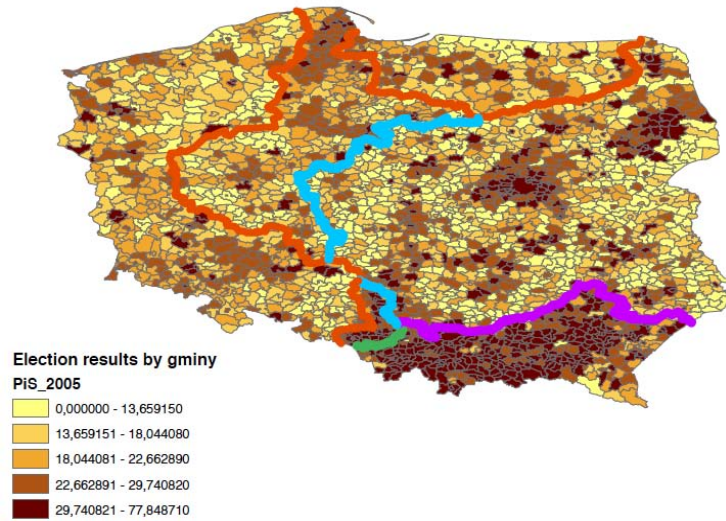 Election results by gminy
PiS_2005
0,000000 - 13,659150
13,659151 - 18,044080
18,044081 - 22,662890
22,662891 - 29,740820
29,740821 - 77,848710